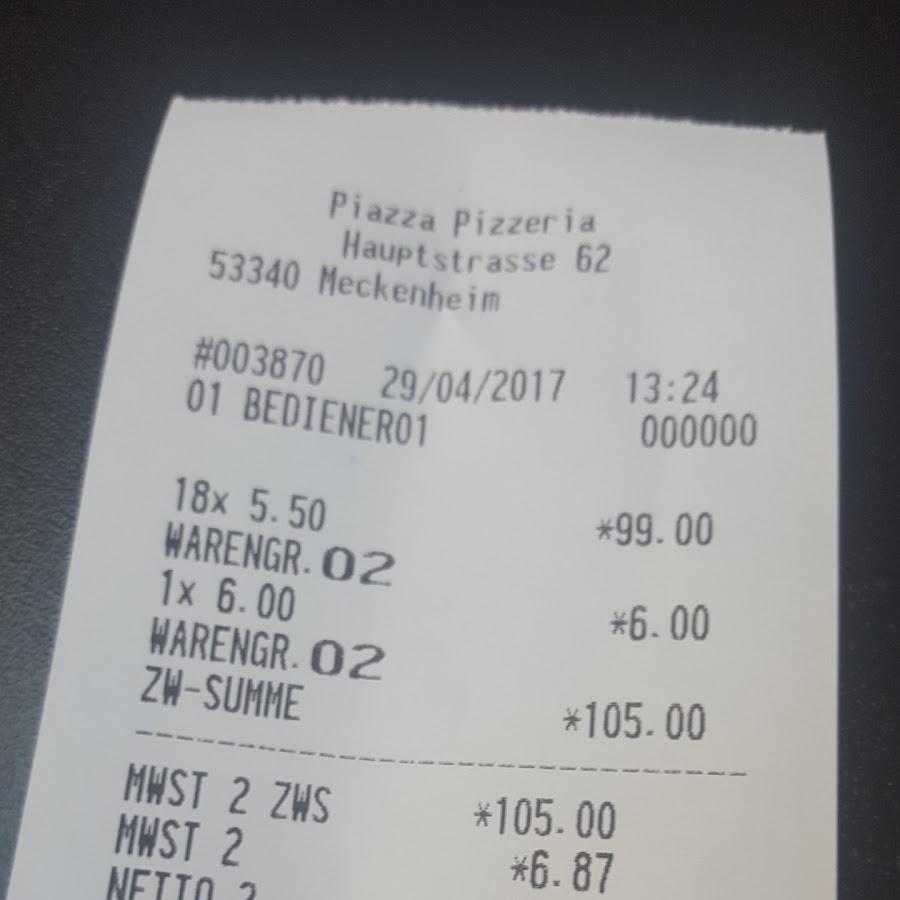 Piazza Pizzeria
Hauptstrasse 62
53340 Meckenheim
#003870 29/04/2017 13:24
01 BEDIENER01 000000
18x 5.50 *99.00
WARENGR. 02
1x 6.00 *6.00
WARENGR. 02
ZW-SUMME *105.00
MWST 2 ZWS *105.00
MWST 2 *6.87
NETTO 2